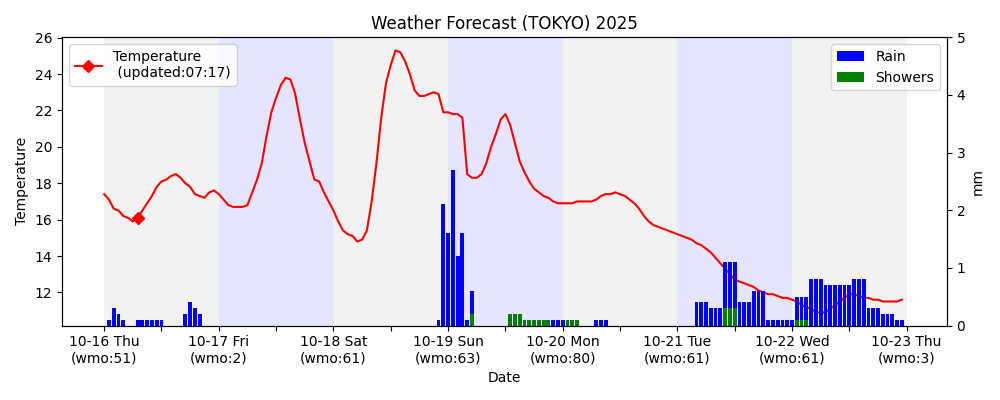 Weather Forecast (TOKYO) 2025
Temperature
(updated:07:17)
Rain
Showers
26
24
22
20
18
16
14
12
Temperature
5
4
3
2
1
0
mm
10-16 Thu
(wmo:51)
10-17 Fri
(wmo:2)
10-18 Sat
(wmo:61)
10-19 Sun
(wmo:63)
10-20 Mon
(wmo:80)
10-21 Tue
(wmo:61)
10-22 Wed
(wmo:61)
10-23 Thu
(wmo:3)
Date